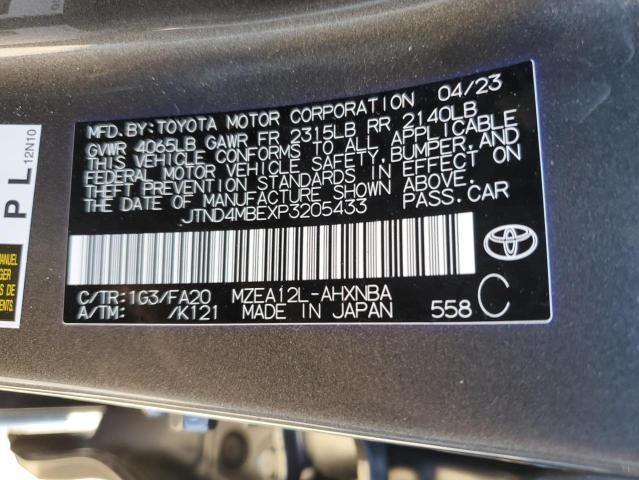 MFD.BY:TOYOTA MOTOR CORPORATION 04/23
GVWR 4065LB GAWR FR 2315LB RR 2140LB
THIS VEHICLE CONFORMS TO ALL APPLICABLE
FEDERAL MOTOR VEHICLE SAFETY, BUMPER, AND
THEFT PREVENTION STANDARDS IN EFFECT ON
THE DATE OF MANUFACTURE SHOWN ABOVE.
JTND4MBEXP3205433 PASS.CAR
C/TR:1G3/FA20 MZEA12L-AHXNBA
A/TM: /K121 MADE IN JAPAN 558 C
PL
12N10
MANUEL